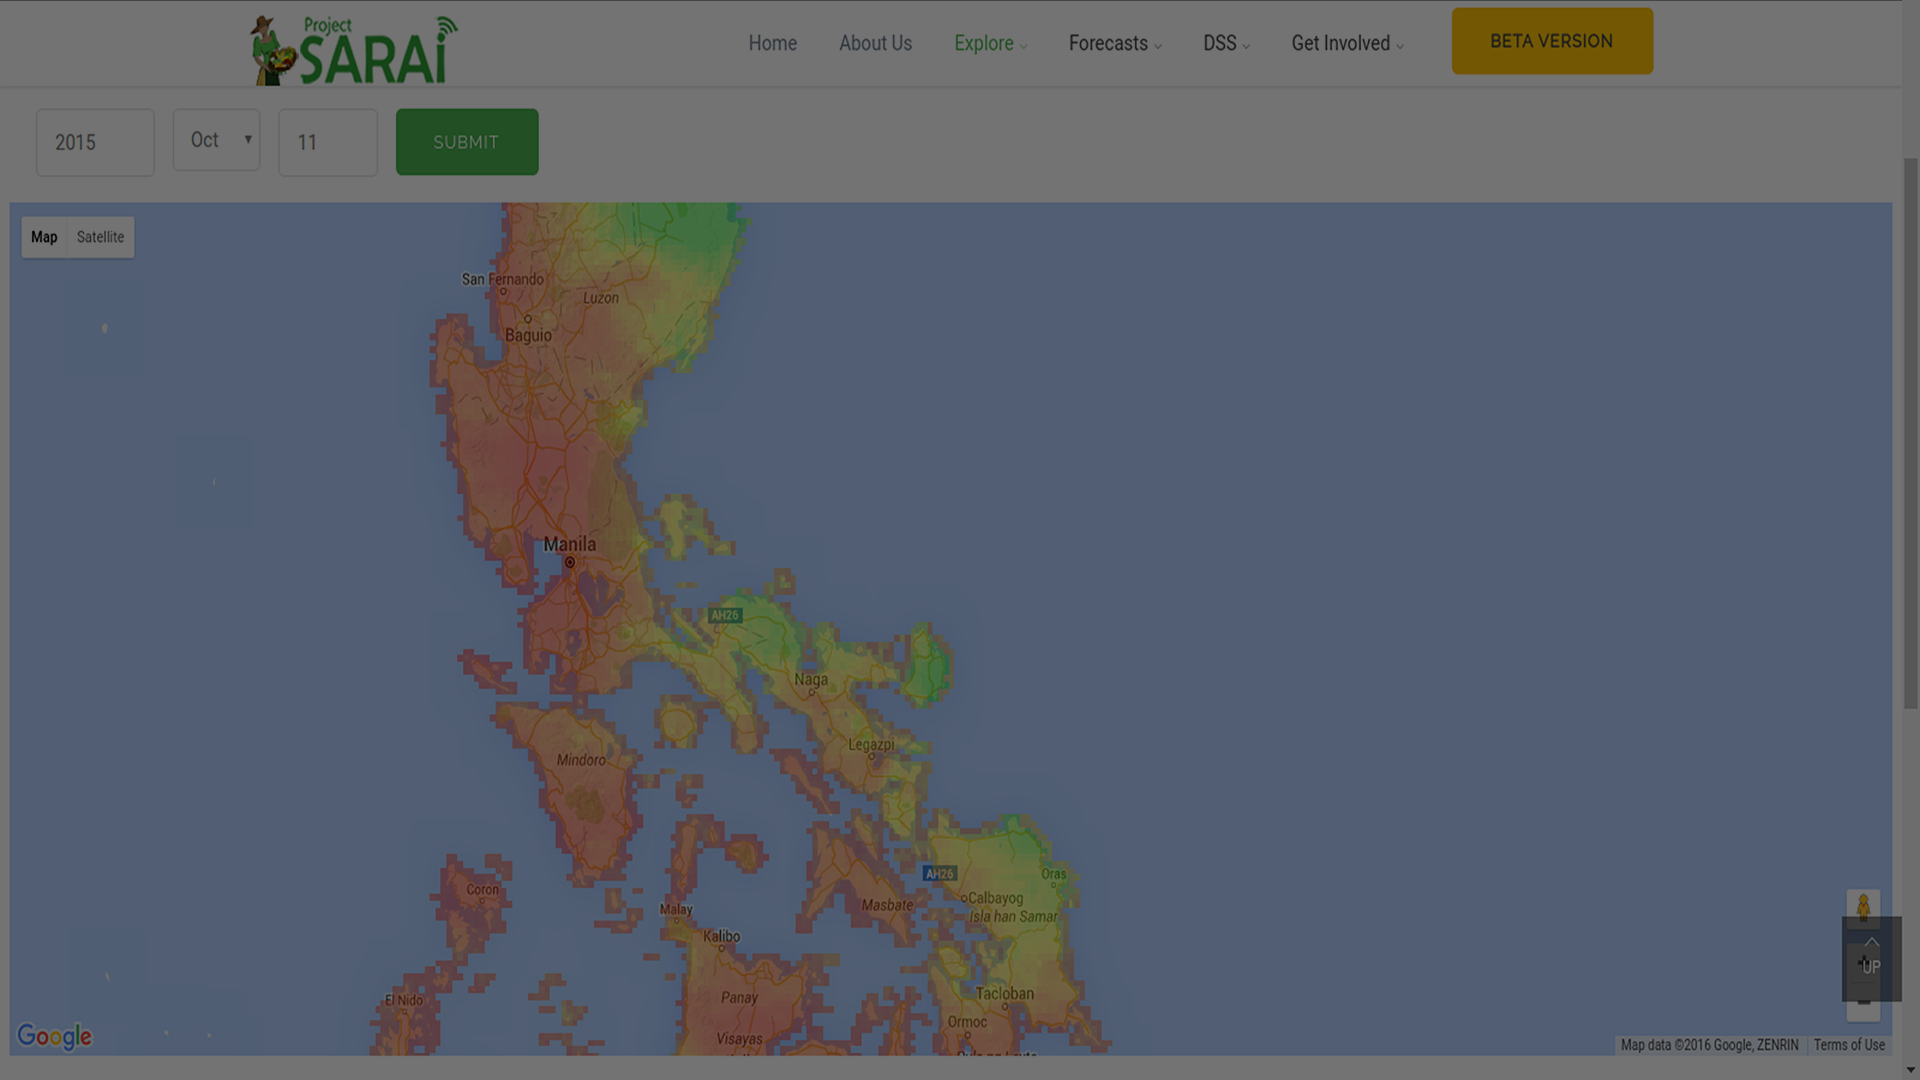 Project
SARAi
Home About Us Explore Forecasts DSS Get Involved BETA VERSION
2015 Oct 11 SUBMIT
Map Satellite
San Fernando
Luzon
Baguio
Manila
AH26
Naga
Legazpi
Mindoro
AH26
Oras
Coron
Calbayog
Masbate
Malay
Isla han Samar
Kalibo
UP
Tacloban
Panay
El Nido
Ormoc
Visayas
Google
Map data ©2016 Google, ZENRIN Terms of Use